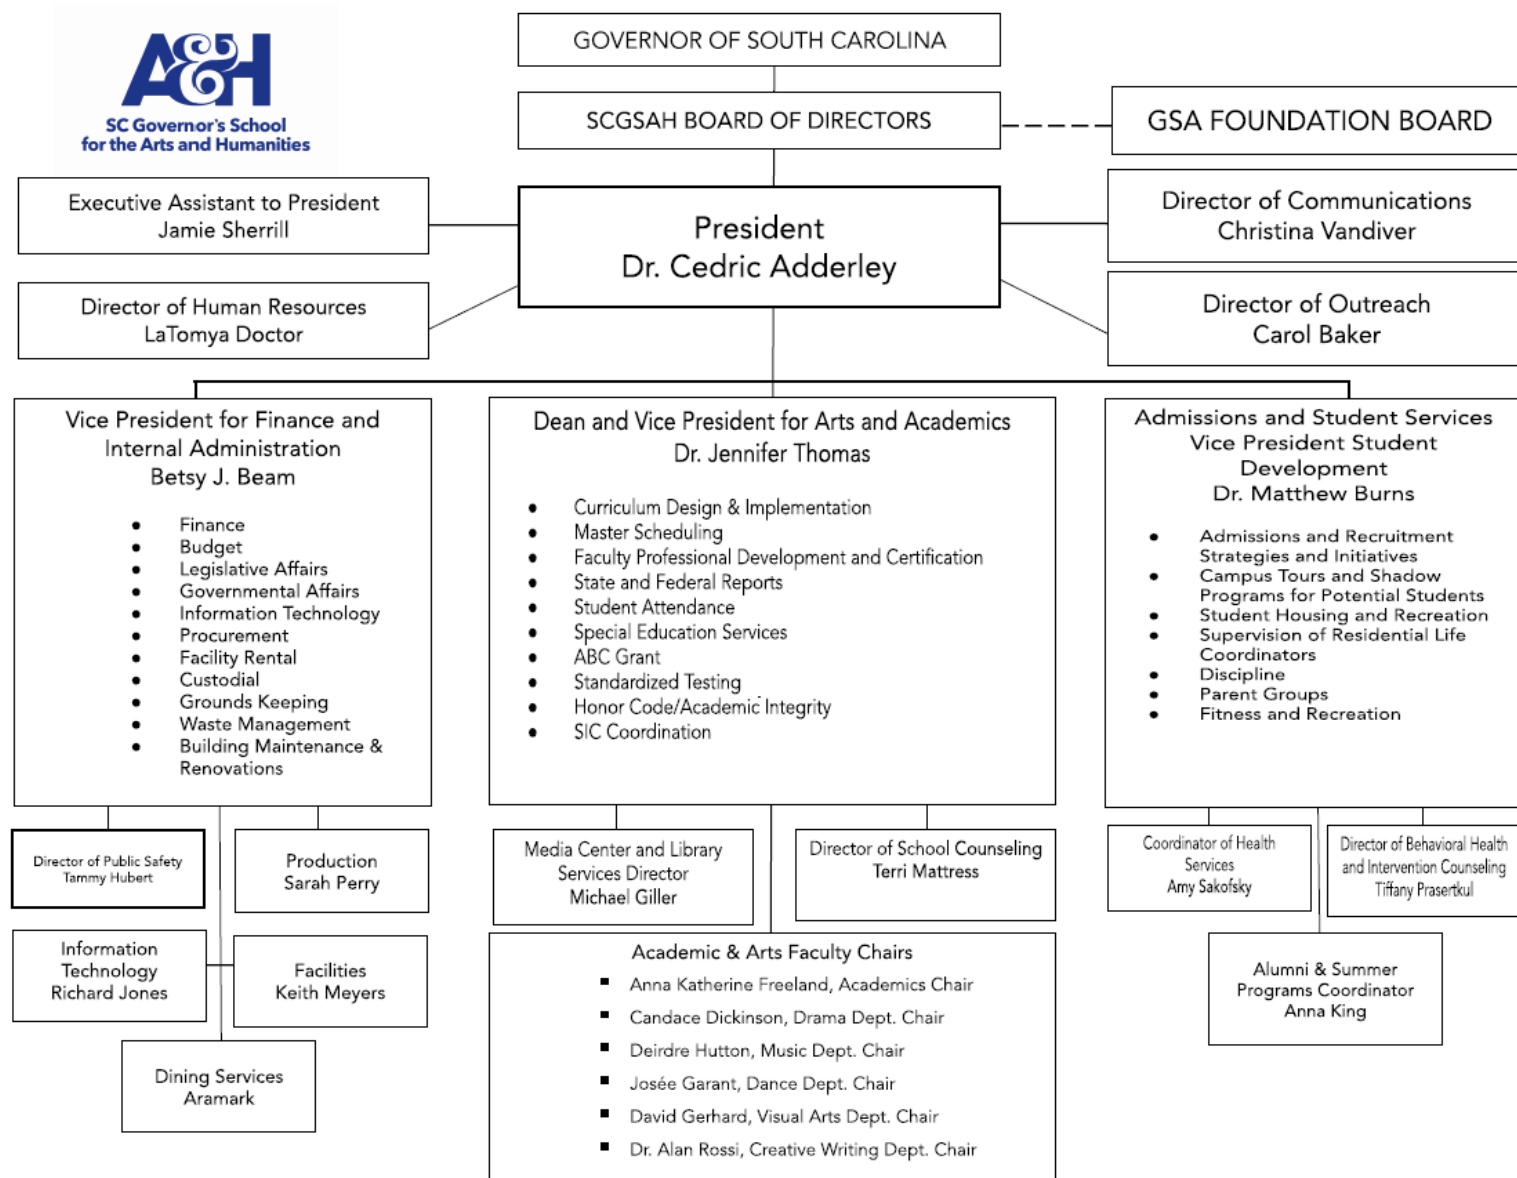 A&H
SC Governor's School
for the Arts and Humanities
GOVERNOR OF SOUTH CAROLINA
SCGSAH BOARD OF DIRECTORS
GSA FOUNDATION BOARD
Executive Assistant to President
Jamie Sherrill
President
Dr. Cedric Adderley
Director of Communications
Christina Vandiver
Director of Human Resources
LaTomya Doctor
Director of Outreach
Carol Baker
Vice President for Finance and
Internal Administration
Betsy J. Beam
• Finance
• Budget
• Legislative Affairs
• Governmental Affairs
• Information Technology
• Procurement
• Facility Rental
• Custodial
• Grounds Keeping
• Waste Management
• Building Maintenance &
Renovations
Dean and Vice President for Arts and Academics
Dr. Jennifer Thomas
• Curriculum Design & Implementation
• Master Scheduling
• Faculty Professional Development and Certification
• State and Federal Reports
• Student Attendance
• Special Education Services
• ABC Grant
• Standardized Testing
• Honor Code/Academic Integrity
• SIC Coordination
Admissions and Student Services
Vice President Student
Development
Dr. Matthew Burns
• Admissions and Recruitment
Strategies and Initiatives
• Campus Tours and Shadow
Programs for Potential Students
• Student Housing and Recreation
• Supervision of Residential Life
Coordinators
• Discipline
• Parent Groups
• Fitness and Recreation
Director of Public Safety
Tammy Hubert
Production
Sarah Perry
Information
Technology
Richard Jones
Facilities
Keith Meyers
Dining Services
Aramark
Media Center and Library
Services Director
Michael Giller
Director of School Counseling
Terri Mattress
Academic & Arts Faculty Chairs
▪ Anna Katherine Freeland, Academics Chair
▪ Candace Dickinson, Drama Dept. Chair
▪ Deirdre Hutton, Music Dept. Chair
▪ Josée Garant, Dance Dept. Chair
▪ David Gerhard, Visual Arts Dept. Chair
▪ Dr. Alan Rossi, Creative Writing Dept. Chair
Coordinator of Health
Services
Amy Sakofsky
Director of Behavioral Health
and Intervention Counseling
Tiffany Prasertkul
Alumni & Summer
Programs Coordinator
Anna King